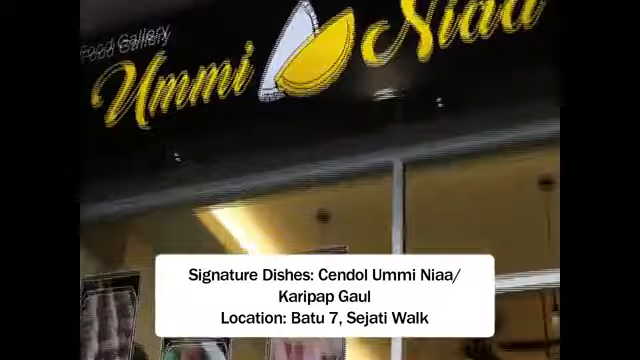 Food Gallery
Ummi Niaa
Signature Dishes: Cendol Ummi Niaa/
Karipap Gaul
Location: Batu 7, Sejati Walk